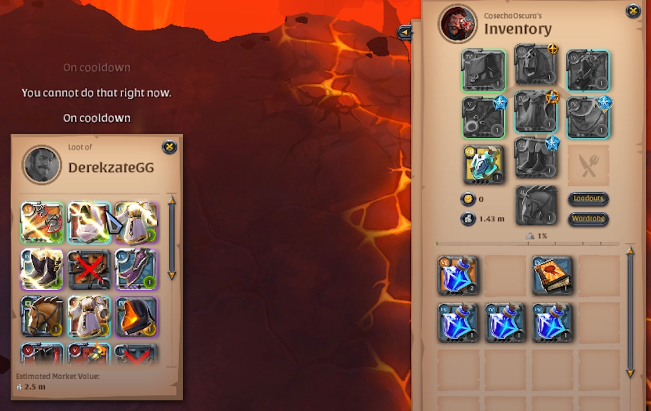 On cooldown
You cannot do that right now.
On cooldown
Loot of
DerekzateGG
Estimated Market Value:
2.5 m
CosechaOscura's
Inventory
0
Loadouts
1.43 m
Wardrobe
1%